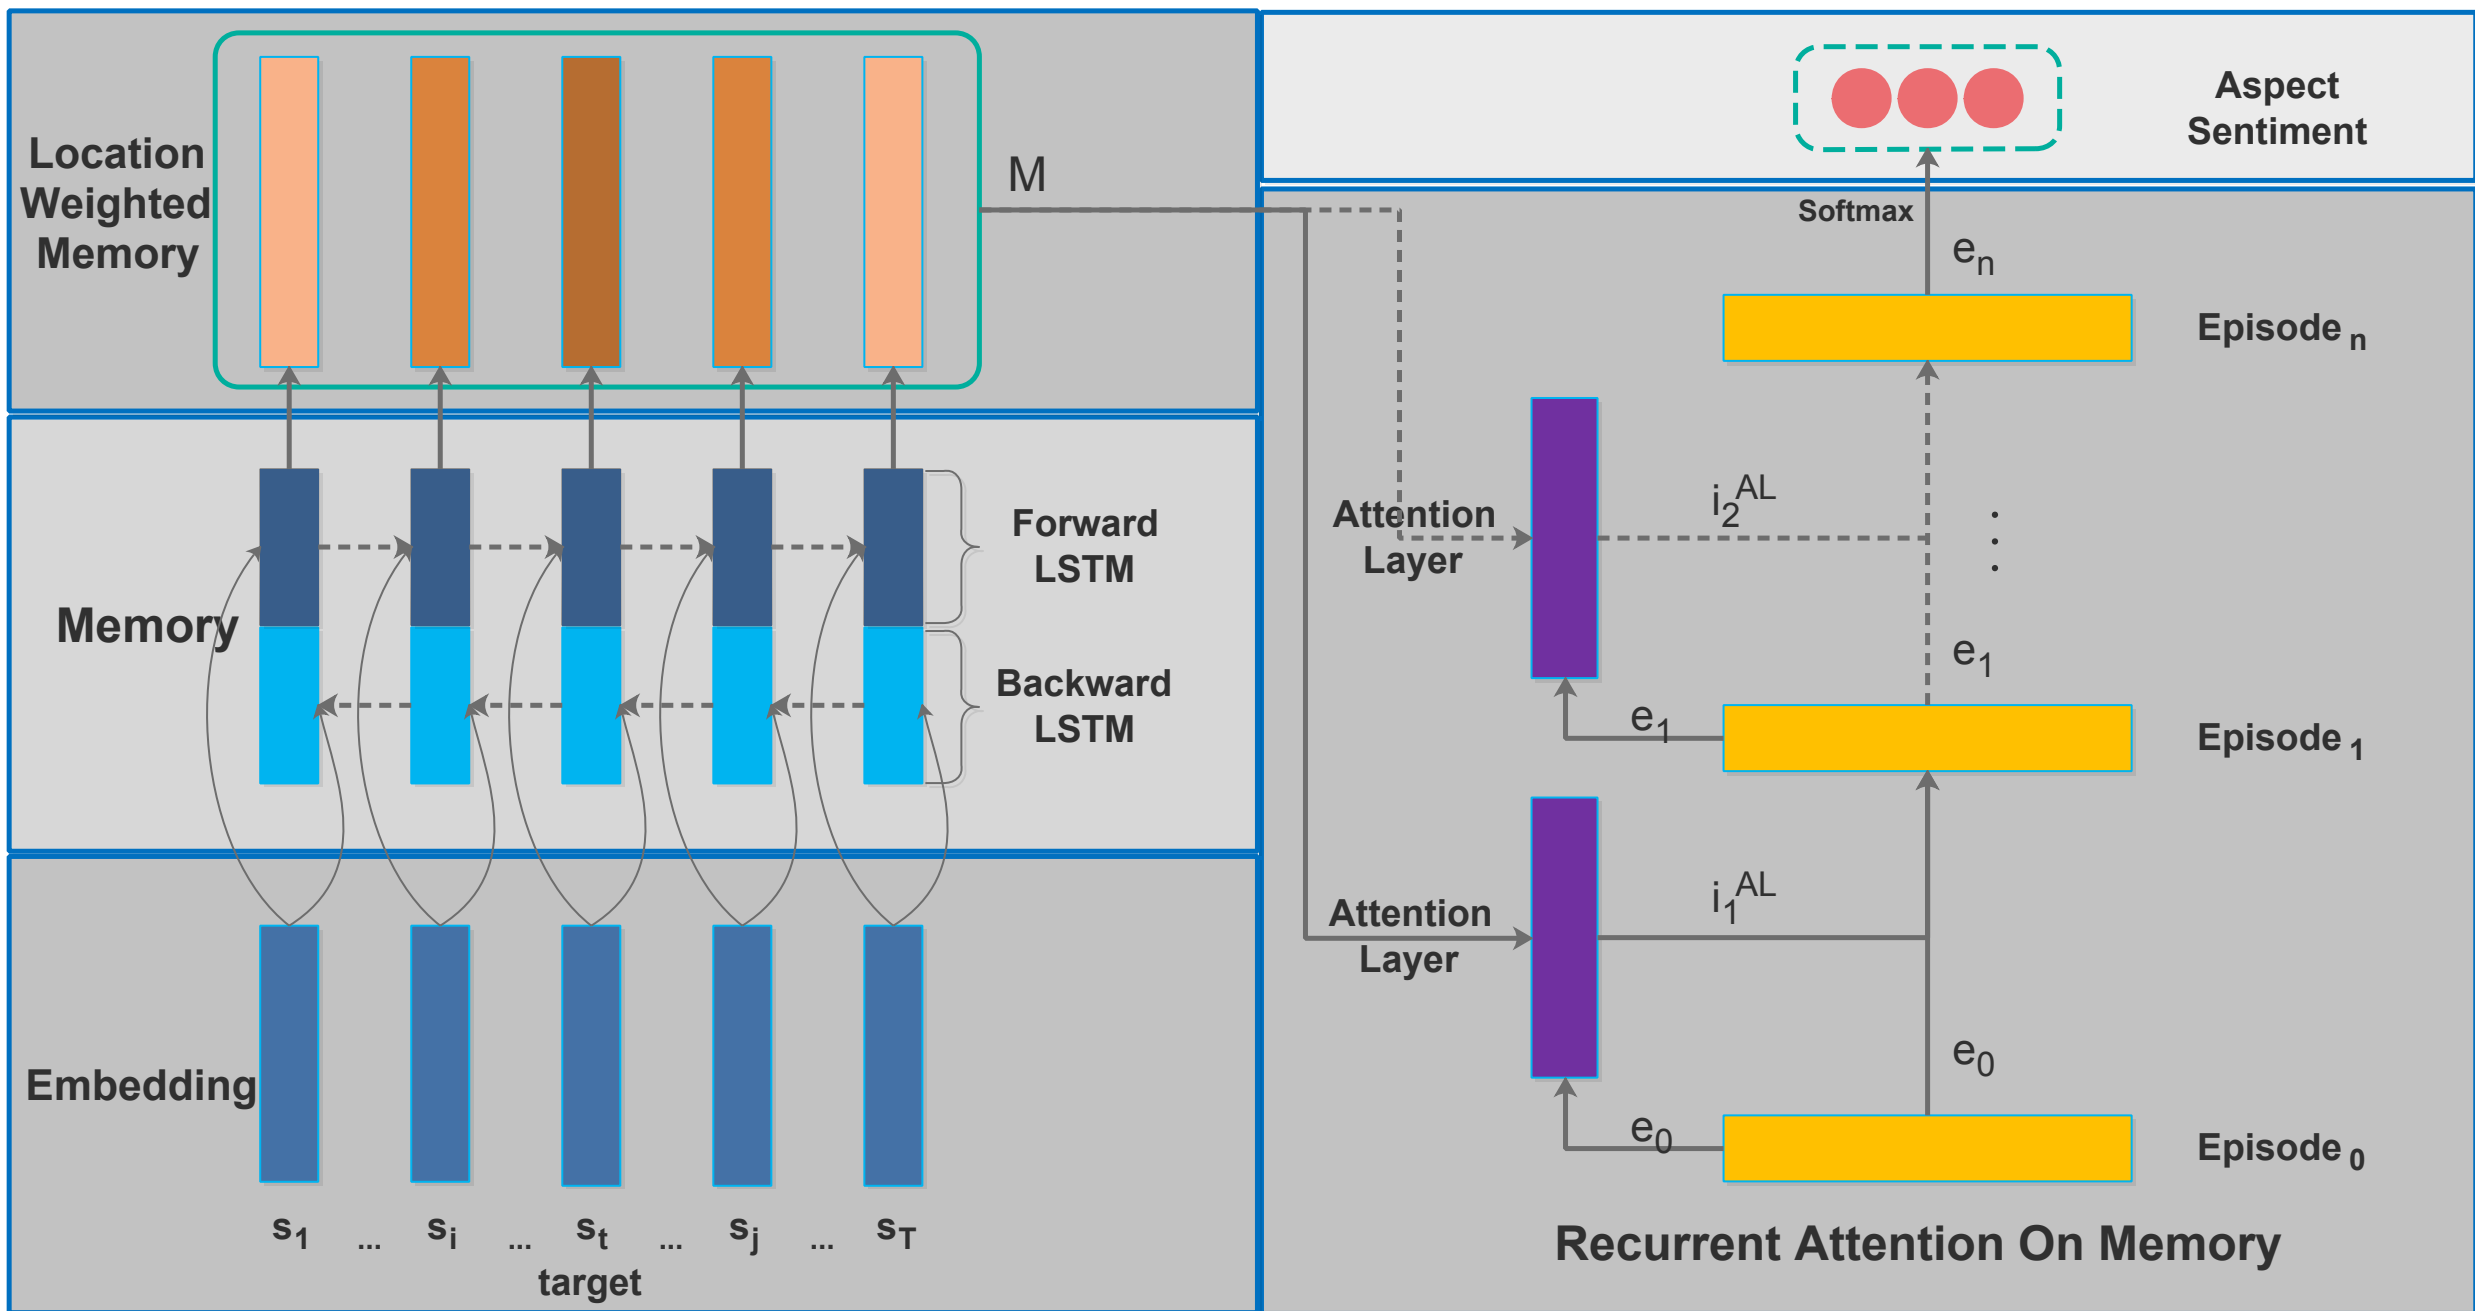 Location
Weighted
Memory
M
Memory
Forward
LSTM
Backward
LSTM
Embedding
s1 ... si ... st ... sj ... sT
target
Aspect
Sentiment
Softmax
en
Episode n
Attention
Layer
i2AL
e1
e1
Episode 1
Attention
Layer
i1AL
e0
e0
Episode 0
Recurrent Attention On Memory